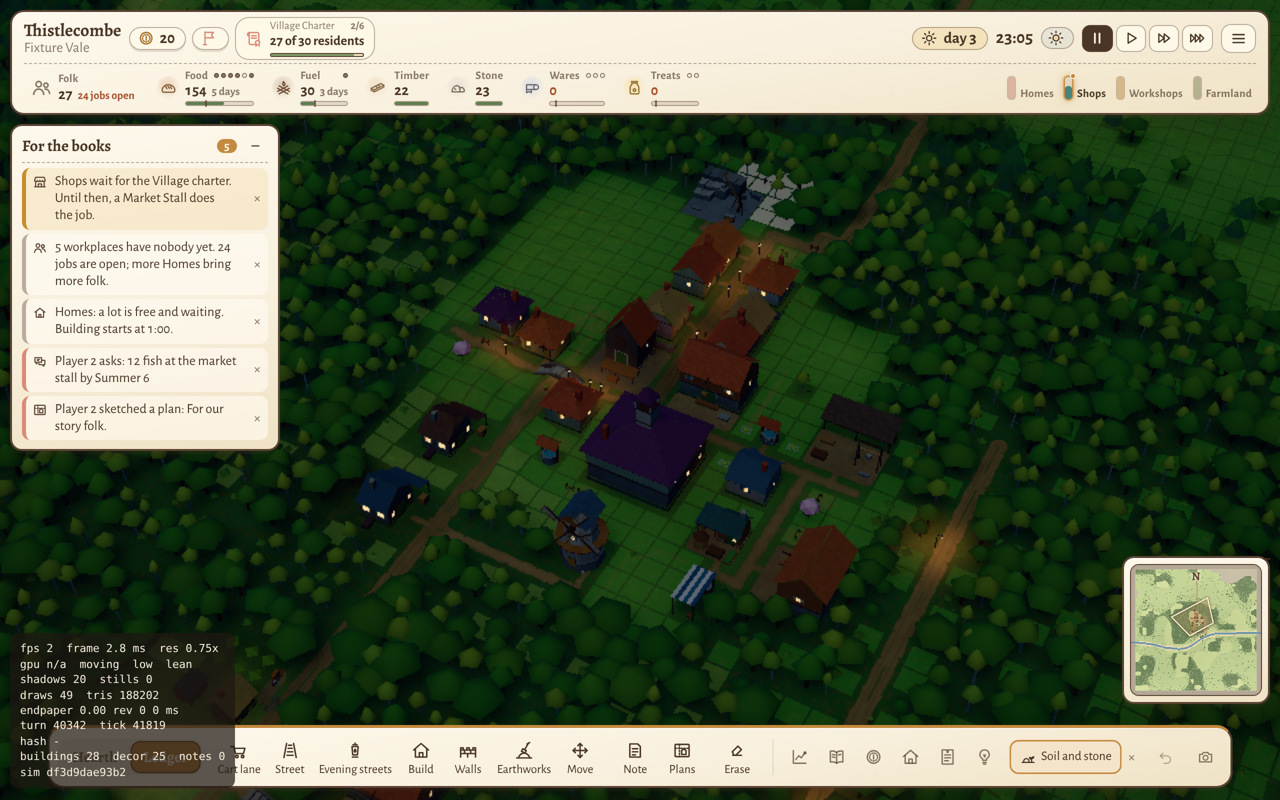 Thistlecombe
Fixture Vale
20
Village Charter 2/6
27 of 30 residents
day 3
23:05
Folk
27 24 jobs open
Food
154 5 days
Fuel
30 3 days
Timber
22
Stone
23
Wares
0
Treats
0
Homes
Shops
Workshops
Farmland
For the books
5
Shops wait for the Village charter.
Until then, a Market Stall does
the job.
5 workplaces have nobody yet. 24
jobs are open; more Homes bring
more folk.
Homes: a lot is free and waiting.
Building starts at 1:00.
Player 2 asks: 12 fish at the market
stall by Summer 6
Player 2 sketched a plan: For our
story folk.
N
fps 2 frame 2.8 ms res 0.75x
gpu n/a moving low lean
shadows 20 stills 0
draws 49 tris 188202
endpaper 0.00 rev 0 0 ms
turn 40342 tick 41819
hash -
buildings 28 decor 25 notes 0
sim df3d9dae93b2
Cart lane
Street
Evening streets
Build
Walls
Earthworks
Move
Note
Plans
Erase
Soil and stone